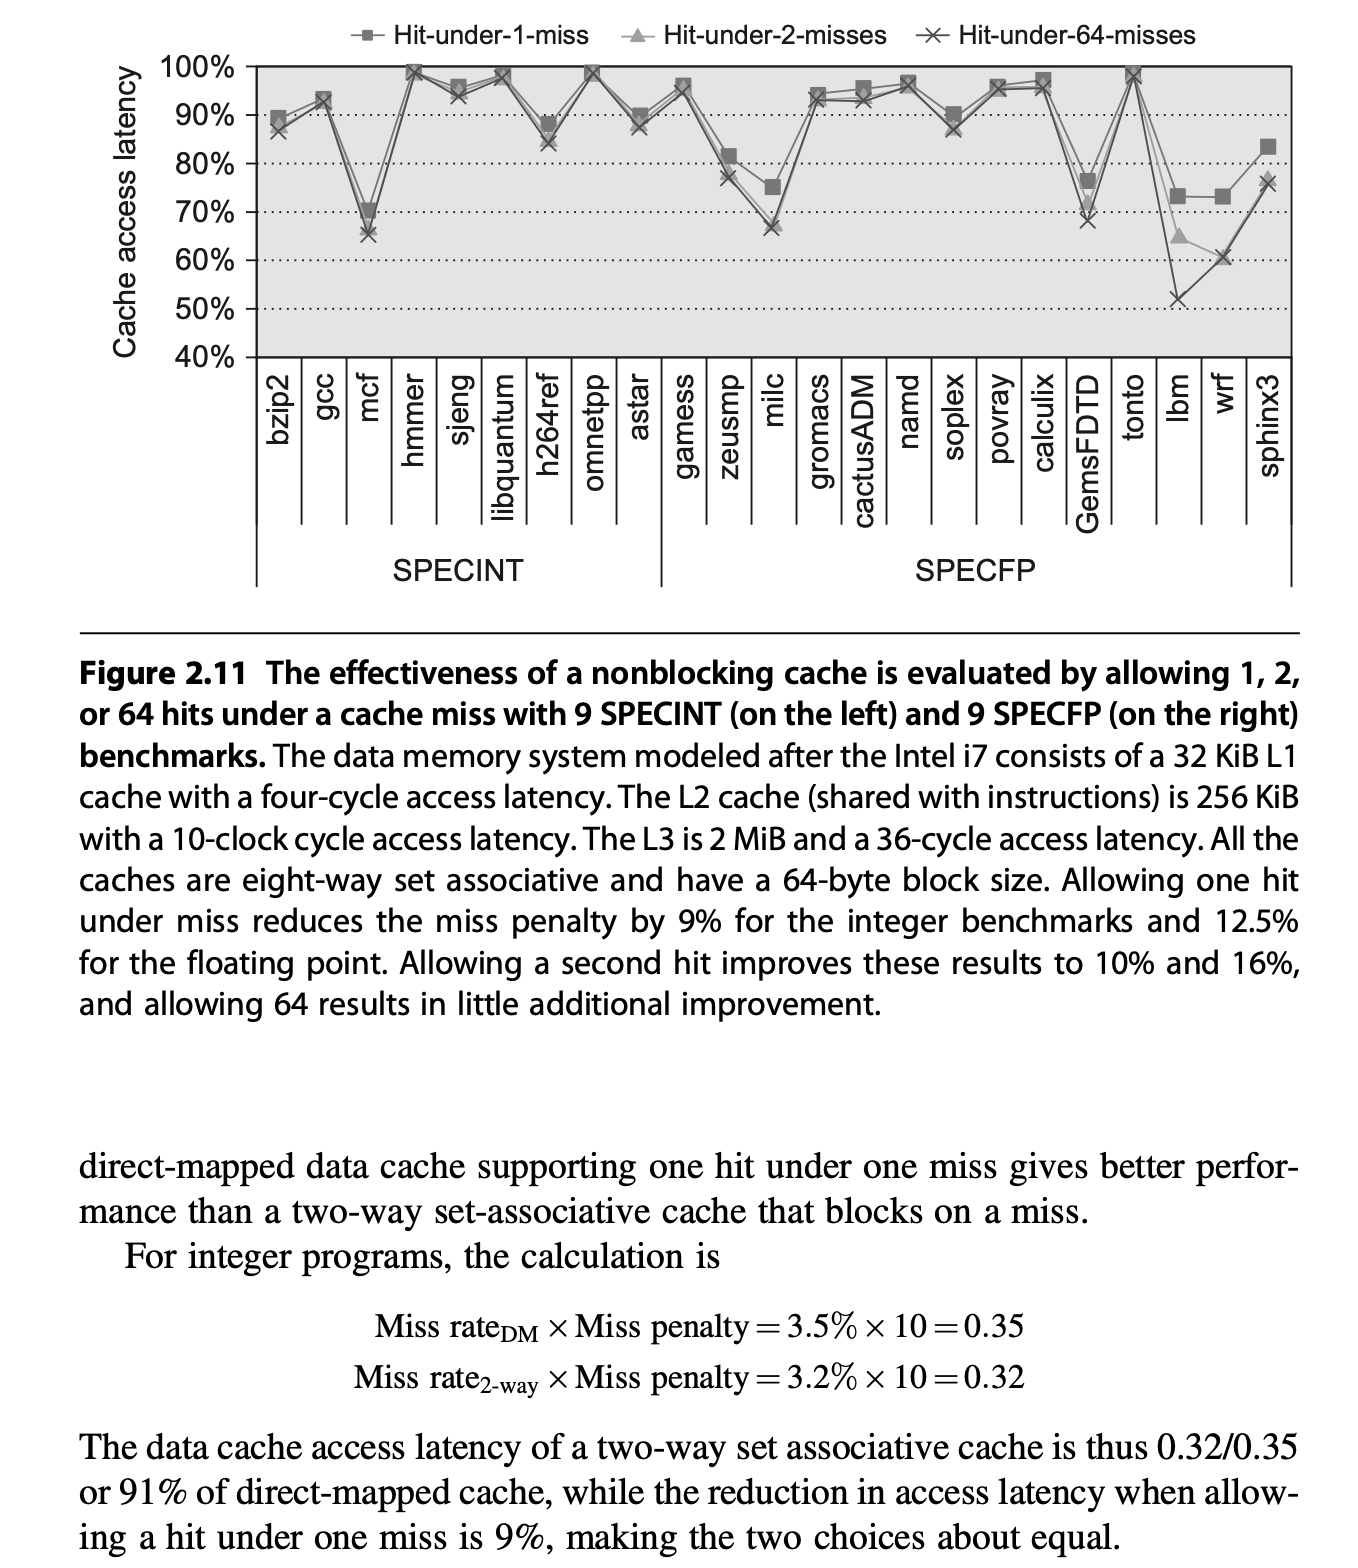 Hit-under-1-miss Hit-under-2-misses Hit-under-64-misses
Cache access latency
100%
90%
80%
70%
60%
50%
40%
bzip2
gcc
mcf
hmmer
sjeng
libquantum
h264ref
omnetpp
astar
gamess
zeusmp
milc
gromacs
cactusADM
namd
soplex
povray
calculix
GemsFDTD
tonto
lbm
wrf
sphinx3
SPECINT SPECFP
Figure 2.11 The effectiveness of a nonblocking cache is evaluated by allowing 1, 2,
or 64 hits under a cache miss with 9 SPECINT (on the left) and 9 SPECFP (on the right)
benchmarks. The data memory system modeled after the Intel i7 consists of a 32 KiB L1
cache with a four-cycle access latency. The L2 cache (shared with instructions) is 256 KiB
with a 10-clock cycle access latency. The L3 is 2 MiB and a 36-cycle access latency. All the
caches are eight-way set associative and have a 64-byte block size. Allowing one hit
under miss reduces the miss penalty by 9% for the integer benchmarks and 12.5%
for the floating point. Allowing a second hit improves these results to 10% and 16%,
and allowing 64 results in little additional improvement.
direct-mapped data cache supporting one hit under one miss gives better perfor-
mance than a two-way set-associative cache that blocks on a miss.
For integer programs, the calculation is
Miss rate_DM × Miss penalty = 3.5% × 10 = 0.35
Miss rate_2-way × Miss penalty = 3.2% × 10 = 0.32
The data cache access latency of a two-way set associative cache is thus 0.32/0.35
or 91% of direct-mapped cache, while the reduction in access latency when allow-
ing a hit under one miss is 9%, making the two choices about equal.